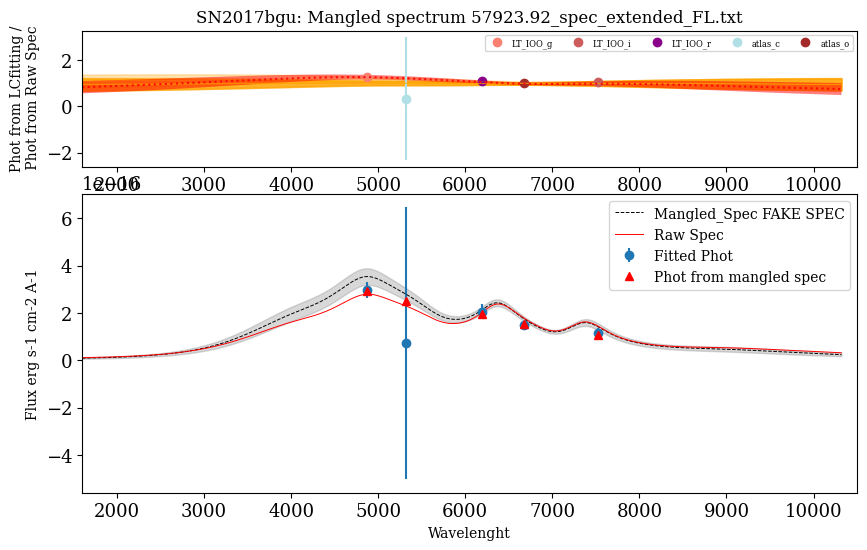 SN2017bgu: Mangled spectrum 57923.92_spec_extended_FL.txt
Phot from LCfitting /
Phot from Raw Spec
2
0
−2
LT_IOO_g
LT_IOO_i
LT_IOO_r
atlas_c
atlas_o
2000 3000 4000 5000 6000 7000 8000 9000 10000
1e−16
6
4
2
0
−2
−4
Flux erg s-1 cm-2 A-1
Mangled_Spec FAKE SPEC
Raw Spec
Fitted Phot
Phot from mangled spec
2000 3000 4000 5000 6000 7000 8000 9000 10000
Wavelenght